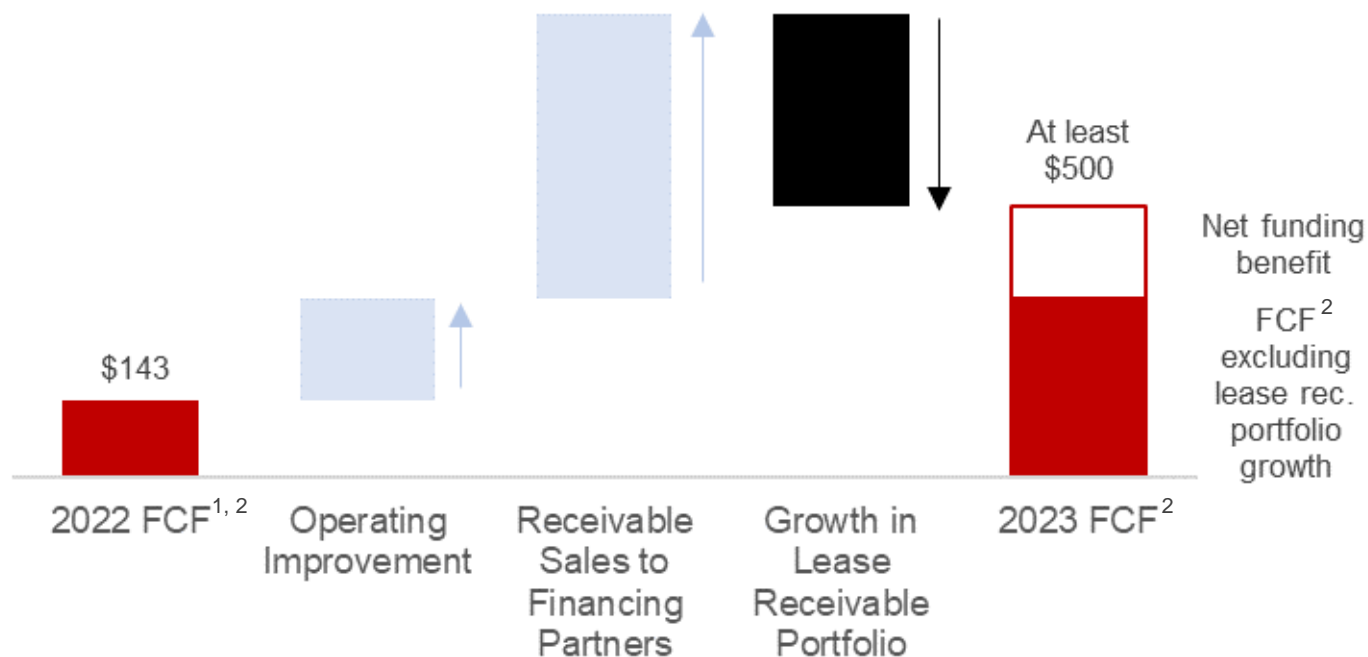 At least
$500
Net funding
benefit
FCF2
excluding
lease rec.
portfolio
growth
$143
2022 FCF1, 2
Operating
Improvement
Receivable
Sales to
Financing
Partners
Growth in
Lease
Receivable
Portfolio
2023 FCF2